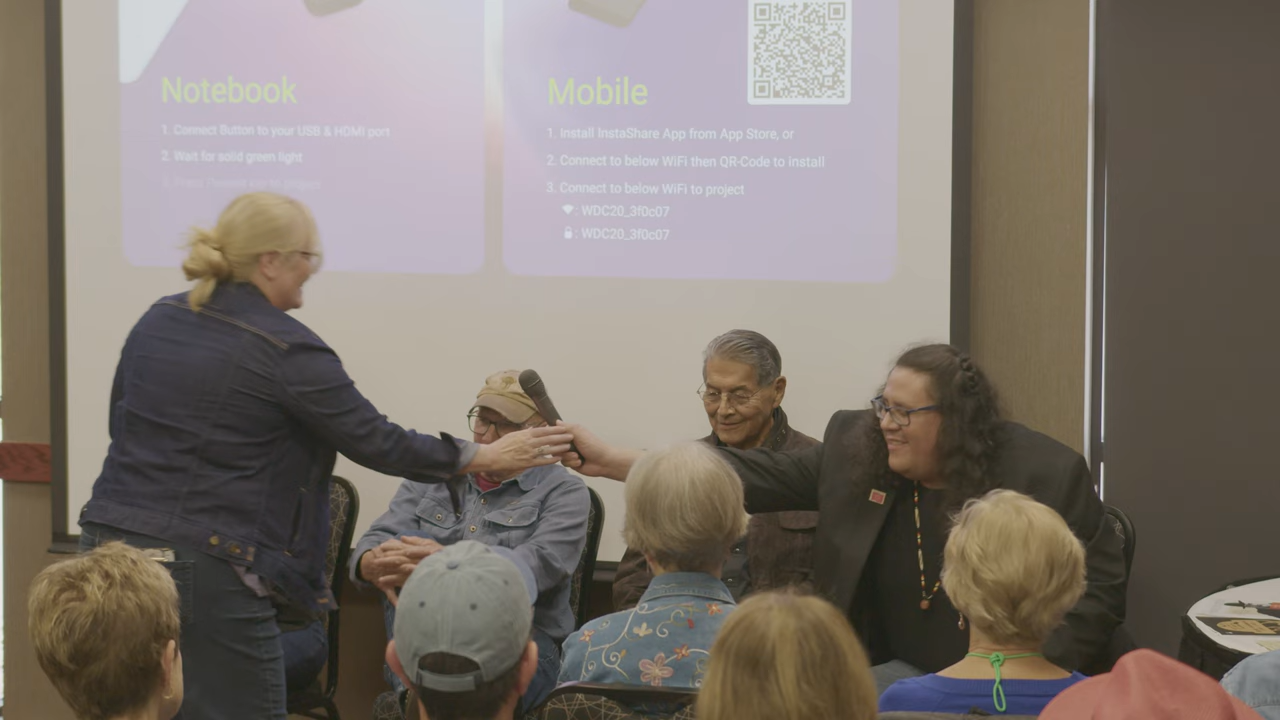 Notebook
1. Connect Button to your USB & HDMI port
2. Wait for solid green light
Mobile
1. Install InstaShare App from App Store, or
2. Connect to below WiFi then QR-Code to install
3. Connect to below WiFi to project
: WDC20_3f0c07
: WDC20_3f0c07